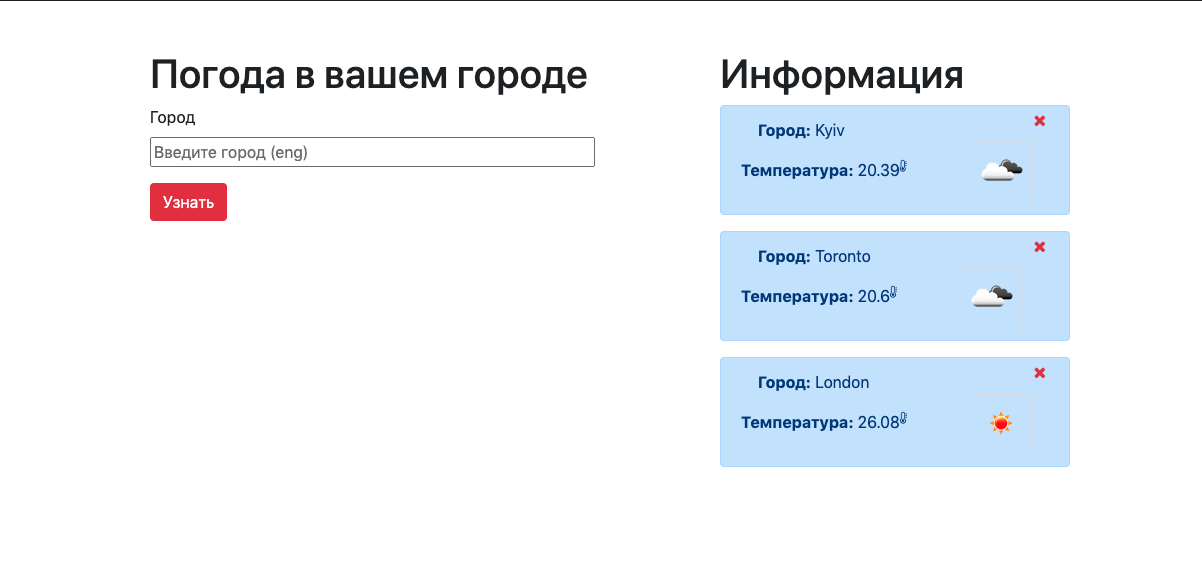 Погода в вашем городе
Город
Введите город (eng)
Узнать
Информация
Город: Kyiv
Температура: 20.39
Город: Toronto
Температура: 20.6
Город: London
Температура: 26.08